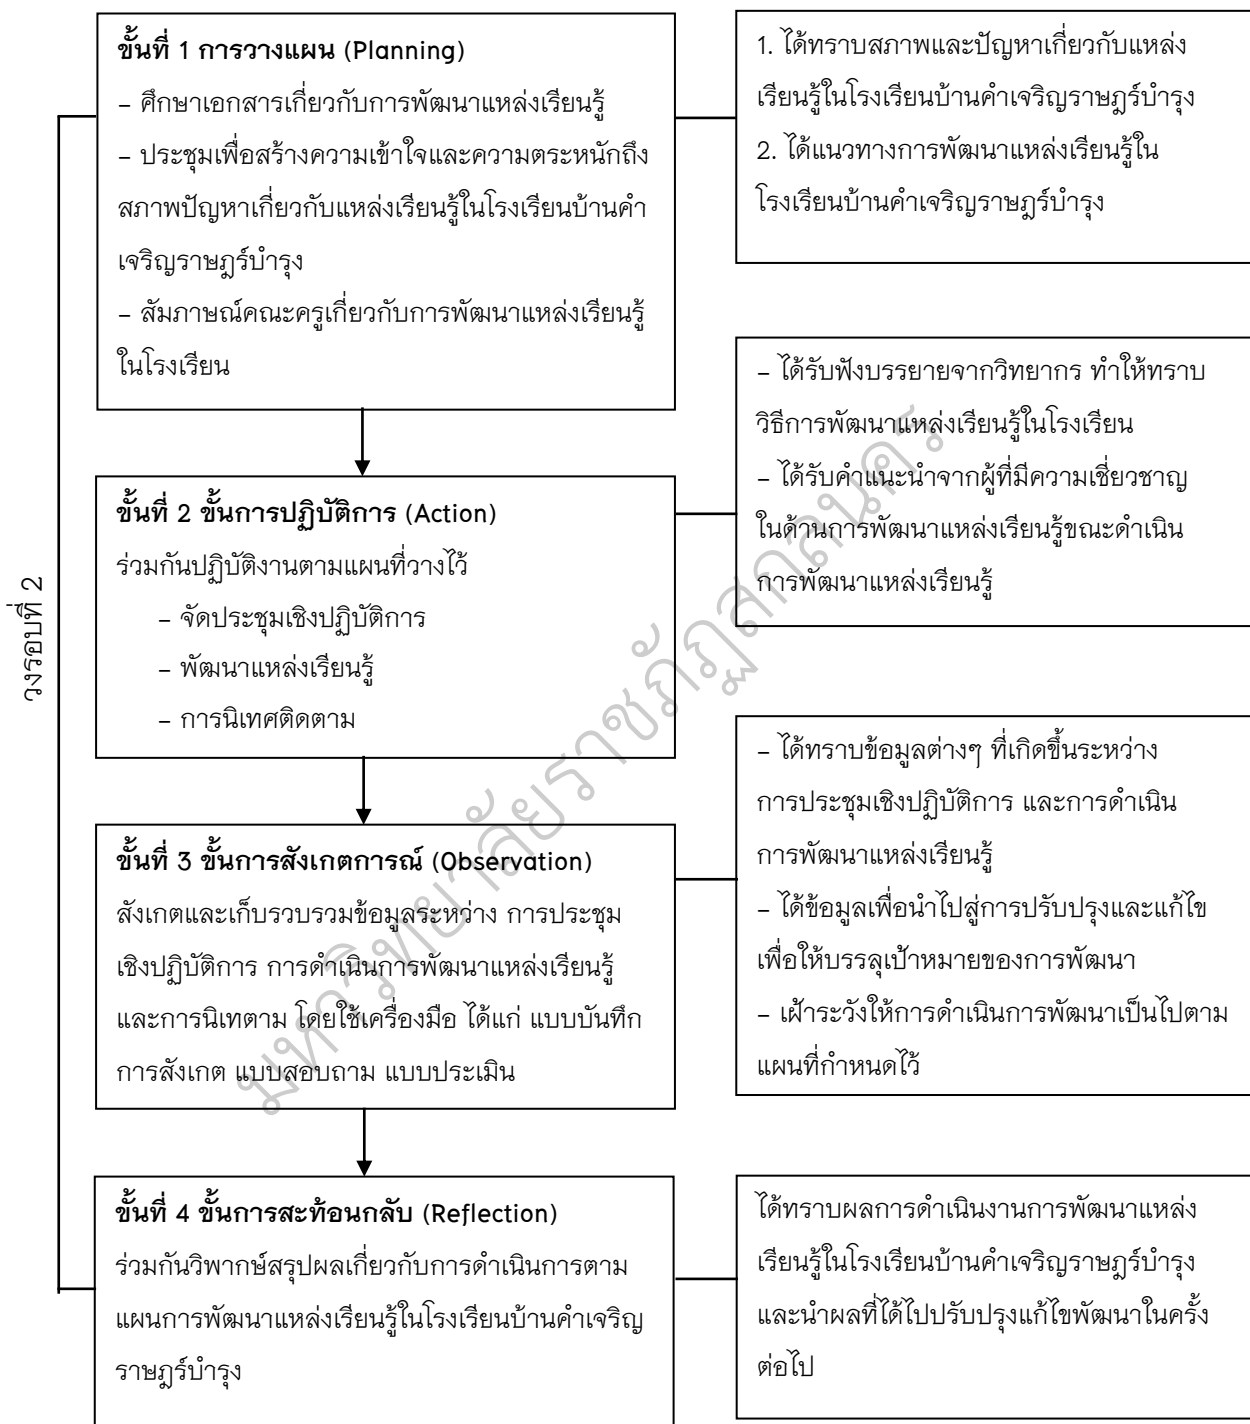 ขั้นที่ 1 การวางแผน (Planning)
– ศึกษาเอกสารเกี่ยวกับการพัฒนาแหล่งเรียนรู้
– ประชุมเพื่อสร้างความเข้าใจและความตระหนักถึง
สภาพปัญหาเกี่ยวกับแหล่งเรียนรู้ในโรงเรียนบ้านคำ
เจริญราษฎร์บำรุง
– สัมภาษณ์คณะครูเกี่ยวกับการพัฒนาแหล่งเรียนรู้
ในโรงเรียน
1. ได้ทราบสภาพและปัญหาเกี่ยวกับแหล่ง
เรียนรู้ในโรงเรียนบ้านคำเจริญราษฎร์บำรุง
2. ได้แนวทางการพัฒนาแหล่งเรียนรู้ใน
โรงเรียนบ้านคำเจริญราษฎร์บำรุง
ขั้นที่ 2 ขั้นการปฏิบัติการ (Action)
ร่วมกันปฏิบัติงานตามแผนที่วางไว้
– จัดประชุมเชิงปฏิบัติการ
– พัฒนาแหล่งเรียนรู้
– การนิเทศติดตาม
– ได้รับฟังบรรยายจากวิทยากร ทำให้ทราบ
วิธีการพัฒนาแหล่งเรียนรู้ในโรงเรียน
– ได้รับคำแนะนำจากผู้ที่มีความเชี่ยวชาญ
ในด้านการพัฒนาแหล่งเรียนรู้ขณะดำเนิน
การพัฒนาแหล่งเรียนรู้
วงรอบที่ 2
ขั้นที่ 3 ขั้นการสังเกตการณ์ (Observation)
สังเกตและเก็บรวบรวมข้อมูลระหว่าง การประชุม
เชิงปฏิบัติการ การดำเนินการพัฒนาแหล่งเรียนรู้
และการนิเทตาม โดยใช้เครื่องมือ ได้แก่ แบบบันทึก
การสังเกต แบบสอบถาม แบบประเมิน
– ได้ทราบข้อมูลต่างๆ ที่เกิดขึ้นระหว่าง
การประชุมเชิงปฏิบัติการ และการดำเนิน
การพัฒนาแหล่งเรียนรู้
– ได้ข้อมูลเพื่อนำไปสู่การปรับปรุงและแก้ไข
เพื่อให้บรรลุเป้าหมายของการพัฒนา
– เฝ้าระวังให้การดำเนินการพัฒนาเป็นไปตาม
แผนที่กำหนดไว้
ขั้นที่ 4 ขั้นการสะท้อนกลับ (Reflection)
ร่วมกันวิพากษ์สรุปผลเกี่ยวกับการดำเนินการตาม
แผนการพัฒนาแหล่งเรียนรู้ในโรงเรียนบ้านคำเจริญ
ราษฎร์บำรุง
ได้ทราบผลการดำเนินงานการพัฒนาแหล่ง
เรียนรู้ในโรงเรียนบ้านคำเจริญราษฎร์บำรุง
และนำผลที่ได้ไปปรับปรุงแก้ไขพัฒนาในครั้ง
ต่อไป
มหาวิทยาลัยราชภัฏสกลนคร